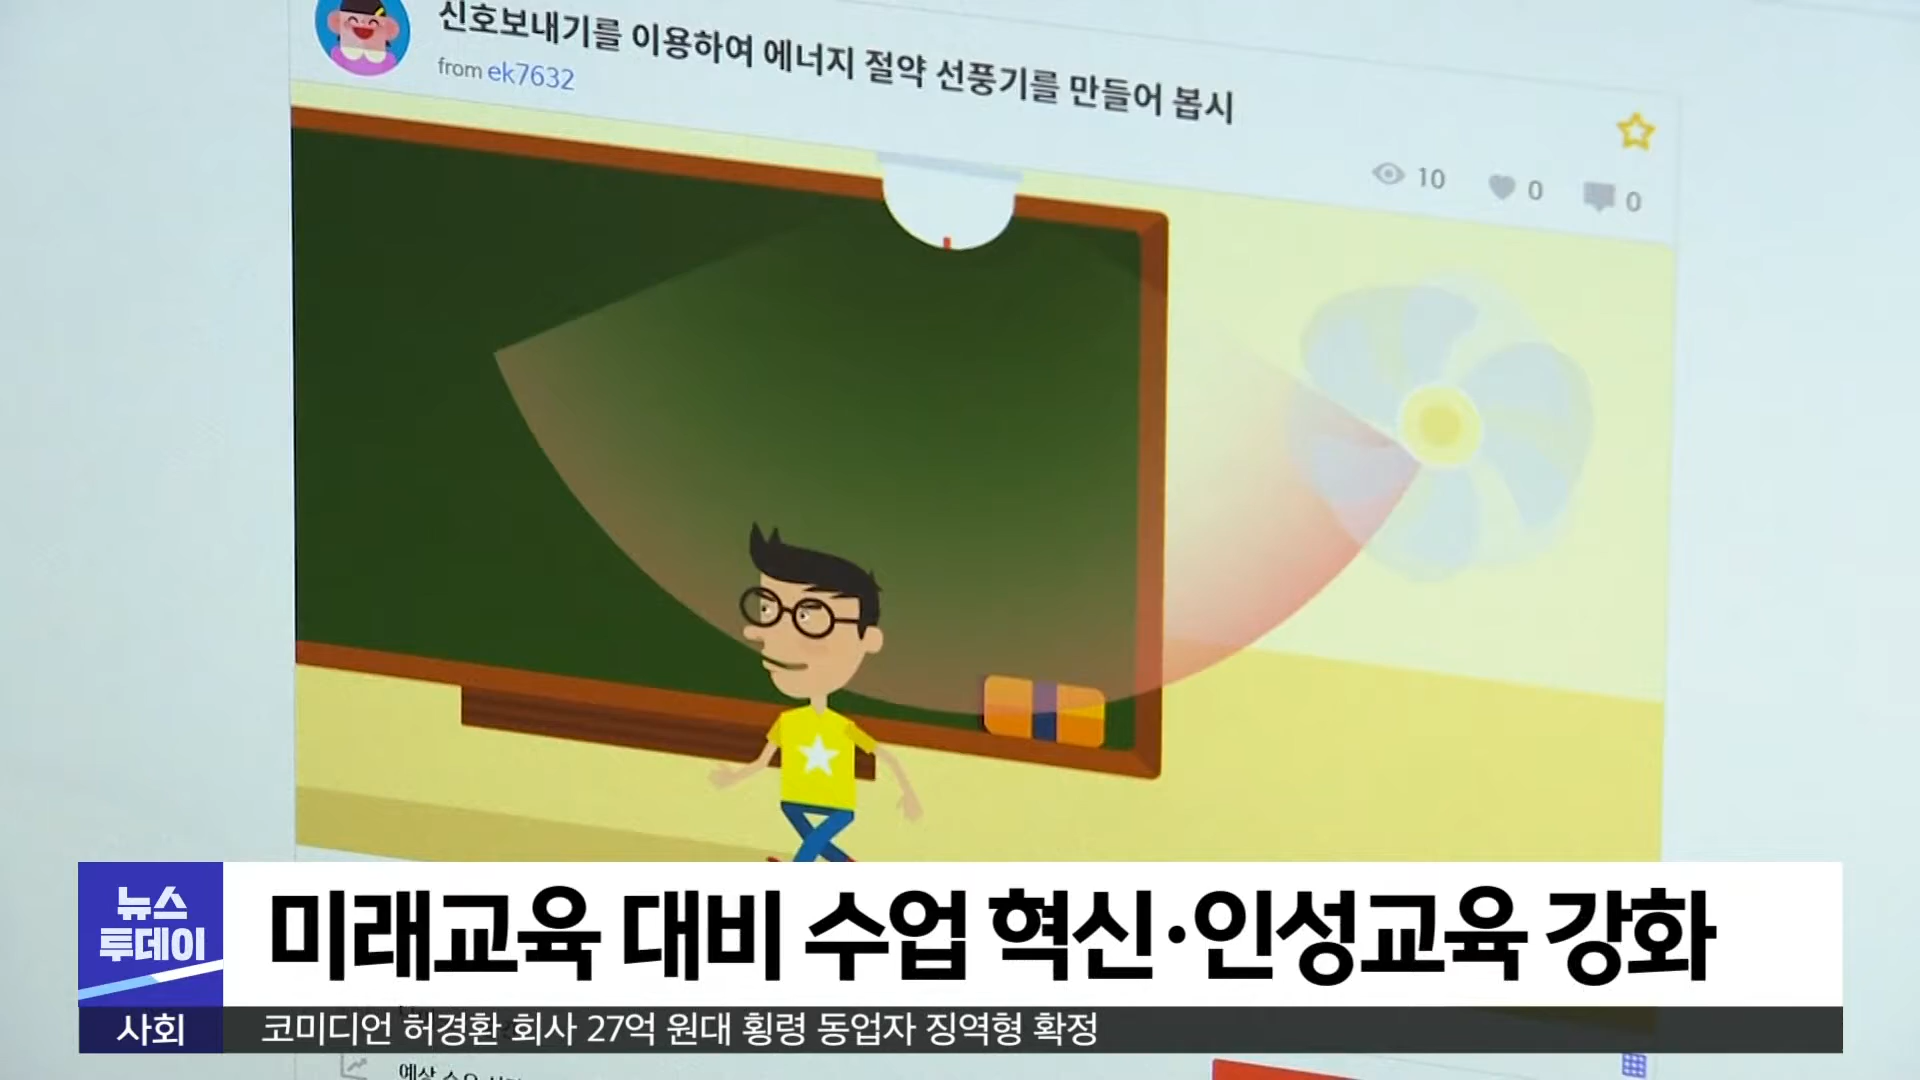 신호보내기를 이용하여 에너지 절약 선풍기를 만들어 봅시
from ek7632
10 0 0
뉴스
투데이
미래교육 대비 수업 혁신·인성교육 강화
사회
코미디언 허경환 회사 27억 원대 횡령 동업자 징역형 확정
예상